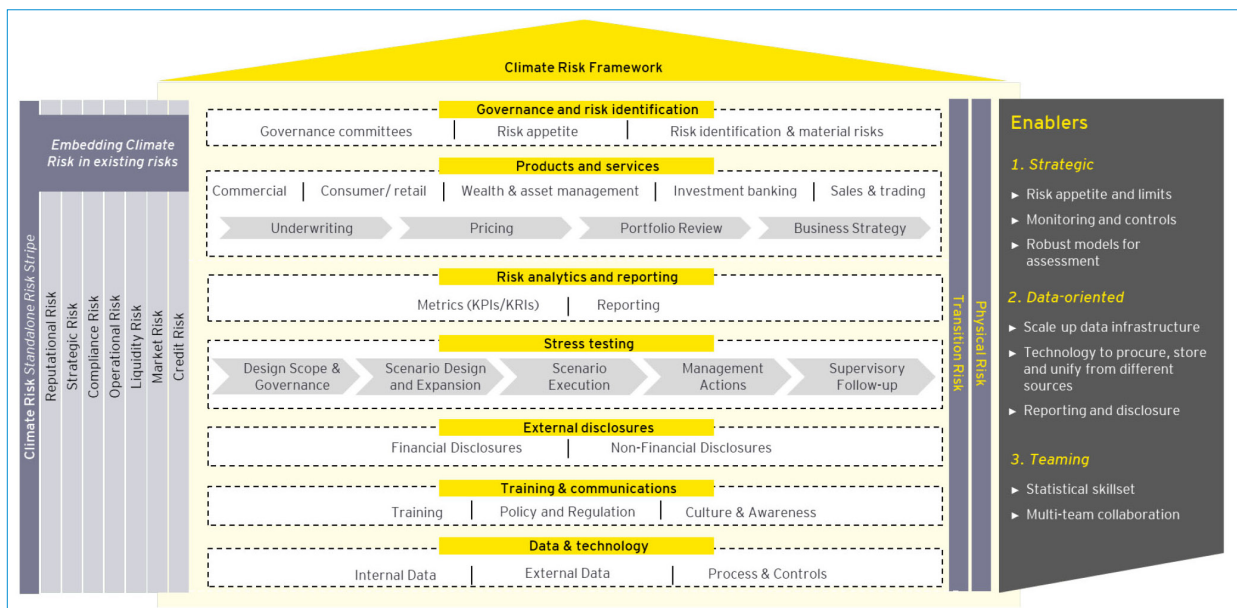 Climate Risk Framework
Climate Risk Standalone Risk Stripe
Embedding Climate
Risk in existing risks
Reputational Risk
Strategic Risk
Compliance Risk
Operational Risk
Liquidity Risk
Market Risk
Credit Risk
Governance and risk identification
Governance committees
Risk appetite
Risk identification & material risks
Products and services
Commercial
Consumer/ retail
Wealth & asset management
Investment banking
Sales & trading
Underwriting
Pricing
Portfolio Review
Business Strategy
Risk analytics and reporting
Metrics (KPIs/KRIs)
Reporting
Stress testing
Design Scope &
Governance
Scenario Design
and Expansion
Scenario
Execution
Management
Actions
Supervisory
Follow-up
External disclosures
Financial Disclosures
Non-Financial Disclosures
Training & communications
Training
Policy and Regulation
Culture & Awareness
Data & technology
Internal Data
External Data
Process & Controls
Transition Risk
Physical Risk
Enablers
1. Strategic
► Risk appetite and limits
► Monitoring and controls
► Robust models for
assessment
2. Data-oriented
► Scale up data infrastructure
► Technology to procure, store
and unify from different
sources
► Reporting and disclosure
3. Teaming
► Statistical skillset
► Multi-team collaboration